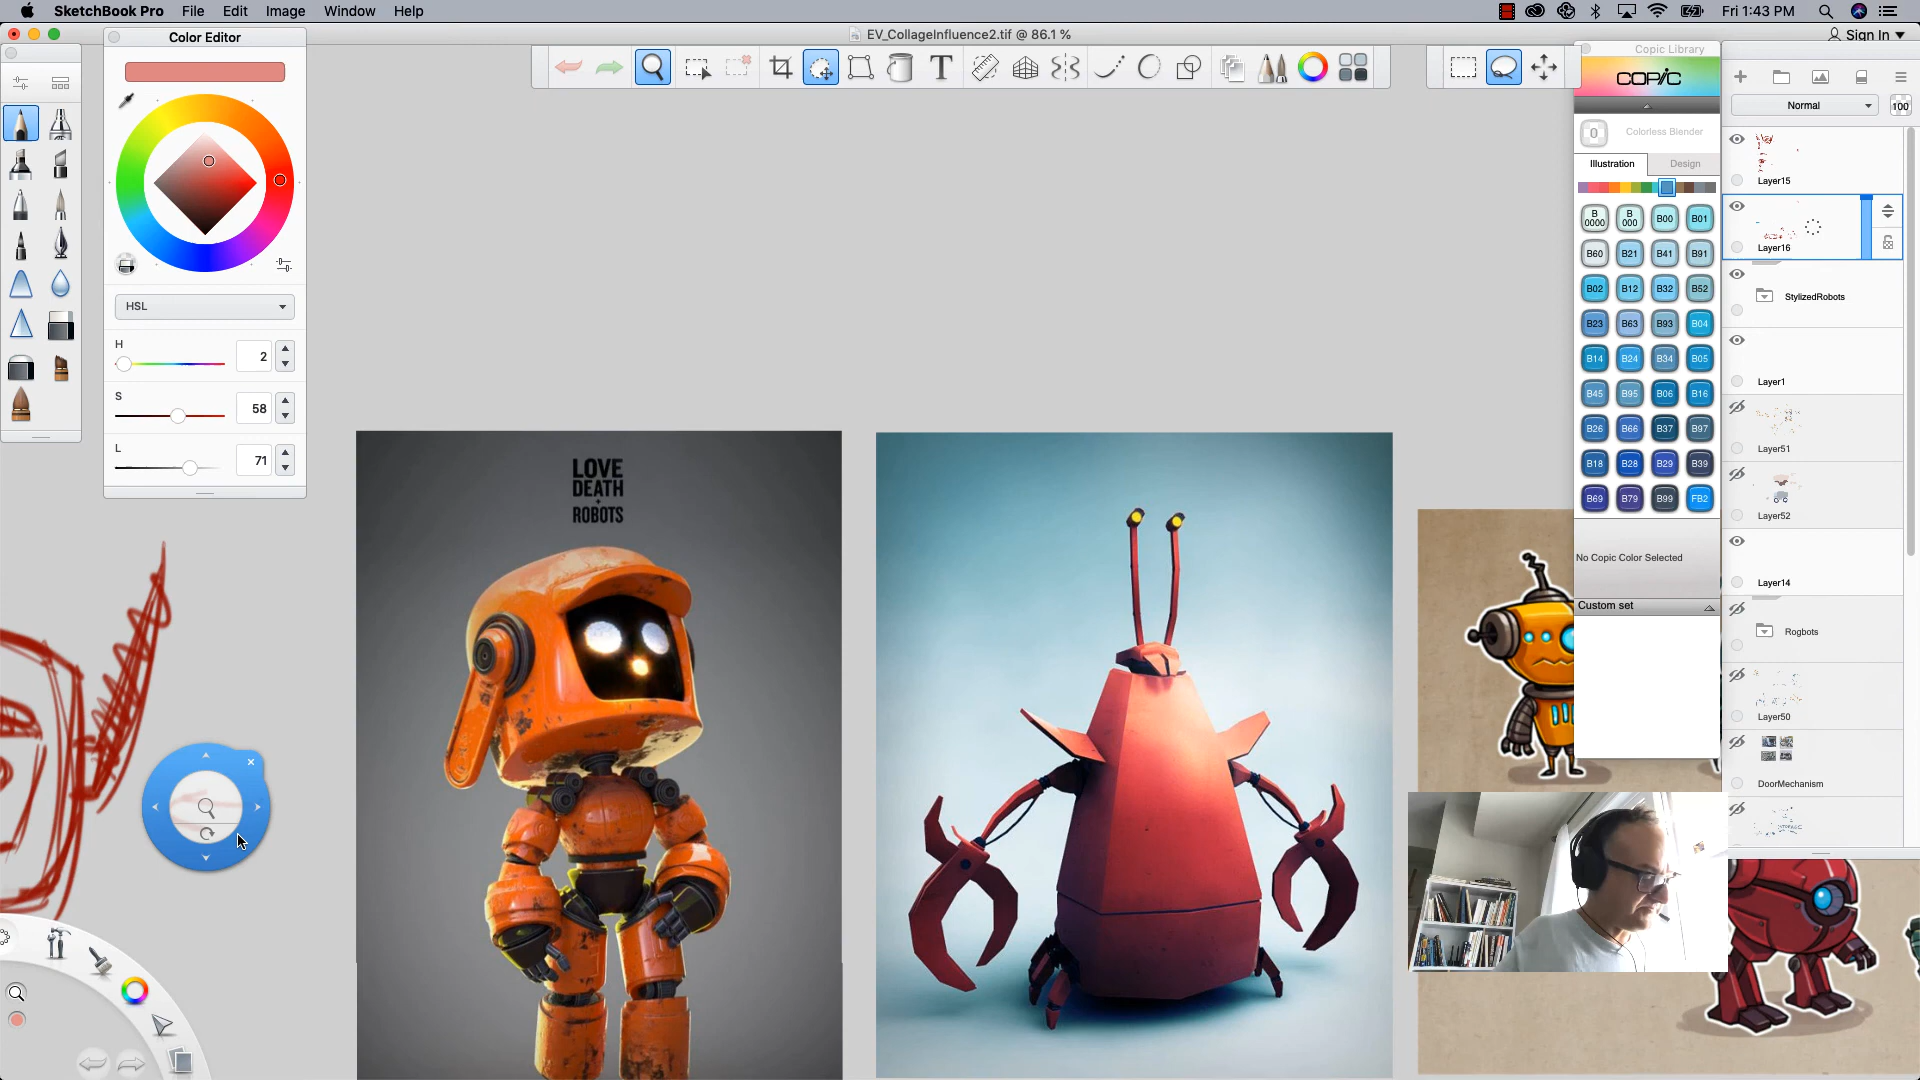 SketchBook Pro File Edit Image Window Help
Fri 1:43 PM
EV_CollageInfluence2.tif @ 86.1 %
Sign In
Color Editor
HSL
H
2
S
58
L
71
Copic Library
COPIC
0
Colorless Blender
Illustration
Design
B 0000 B 000 B00 B01
B60 B21 B41 B91
B02 B12 B32 B52
B23 B63 B93 B04
B14 B24 B34 B05
B45 B95 B06 B16
B26 B66 B37 B97
B18 B28 B29 B39
B69 B79 B99 FB2
No Copic Color Selected
Custom set
Normal
100
Layer15
Layer16
StylizedRobots
Layer1
Layer51
Layer52
Layer14
Rogbots
Layer50
DoorMechanism
LOVE
DEATH
+
ROBOTS